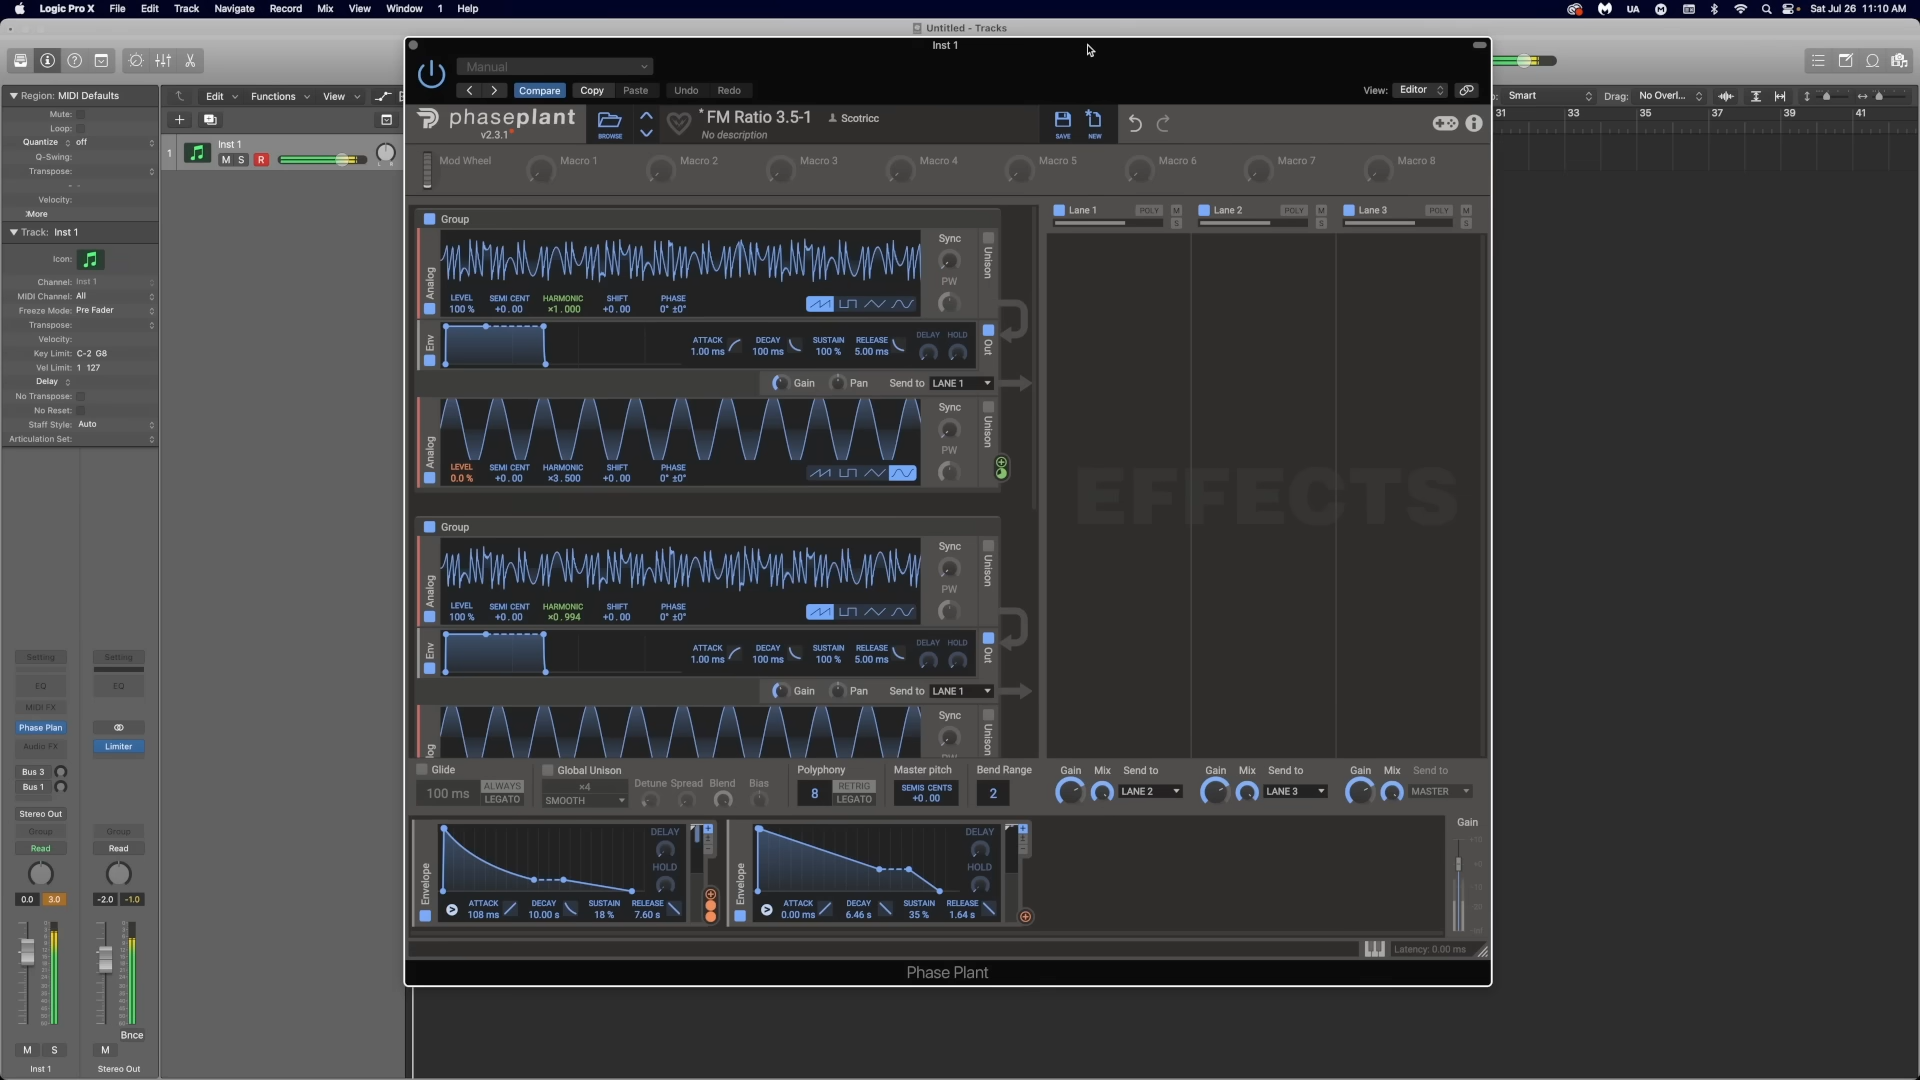 Logic Pro X File Edit Track Navigate Record Mix View Window 1 Help
UA Sat Jul 26 11:10 AM
Untitled - Tracks
Inst 1
Manual
Compare Copy Paste Undo Redo
View: Editor
Region: MIDI Defaults
Mute:
Loop:
Quantize off
Q-Swing:
Transpose:
Velocity:
More
Track: Inst 1
Icon:
Channel: Inst 1
MIDI Channel: All
Freeze Mode: Pre Fader
Transpose:
Velocity:
Key Limit: C-2 G8
Vel Limit: 1 127
Delay
No Transpose:
No Reset:
Staff Style: Auto
Articulation Set:
Edit Functions View
1 Inst 1
M S R
Smart Drag: No Overl...
31 33 35 37 39 41
phaseplant
v2.3.1*
BROWSE
*FM Ratio 3.5-1
No description
Scotricc
SAVE NEW
Mod Wheel Macro 1 Macro 2 Macro 3 Macro 4 Macro 5 Macro 6 Macro 7 Macro 8
Group
Analog
LEVEL SEMI CENT HARMONIC SHIFT PHASE
100 % +0.00 ×1.000 +0.00 0° ±0°
Sync
PW
Unison
Env
ATTACK DECAY SUSTAIN RELEASE DELAY HOLD
1.00 ms 100 ms 100 % 5.00 ms
Out
Gain Pan Send to LANE 1
Analog
LEVEL SEMI CENT HARMONIC SHIFT PHASE
0.0 % +0.00 ×3.500 +0.00 0° ±0°
Sync
PW
Unison
Group
Analog
LEVEL SEMI CENT HARMONIC SHIFT PHASE
100 % +0.00 ×0.994 +0.00 0° ±0°
Sync
PW
Unison
Env
ATTACK DECAY SUSTAIN RELEASE DELAY HOLD
1.00 ms 100 ms 100 % 5.00 ms
Out
Gain Pan Send to LANE 1
Sync
Unison
Lane 1 POLY M S
Lane 2 POLY M S
Lane 3 POLY M S
EFFECTS
Glide
100 ms ALWAYS
LEGATO
Global Unison
×4
SMOOTH
Detune Spread Blend Bias
Polyphony
8 RETRIG
LEGATO
Master pitch
SEMIS CENTS
+0.00
Bend Range
2
Gain Mix Send to
LANE 2
Gain Mix Send to
LANE 3
Gain Mix Send to
MASTER
Envelope
DELAY
HOLD
ATTACK DECAY SUSTAIN RELEASE
108 ms 10.00 s 18 % 7.60 s
Envelope
DELAY
HOLD
ATTACK DECAY SUSTAIN RELEASE
0.00 ms 6.46 s 35 % 1.64 s
Gain
Latency: 0.00 ms
Phase Plant
Setting Setting
EQ EQ
MIDI FX
Phase Plan
Audio FX Limiter
Bus 3
Bus 1
Stereo Out
Group Group
Read Read
0.0 3.0 -2.0 -1.0
Bnce
M S M
Inst 1 Stereo Out